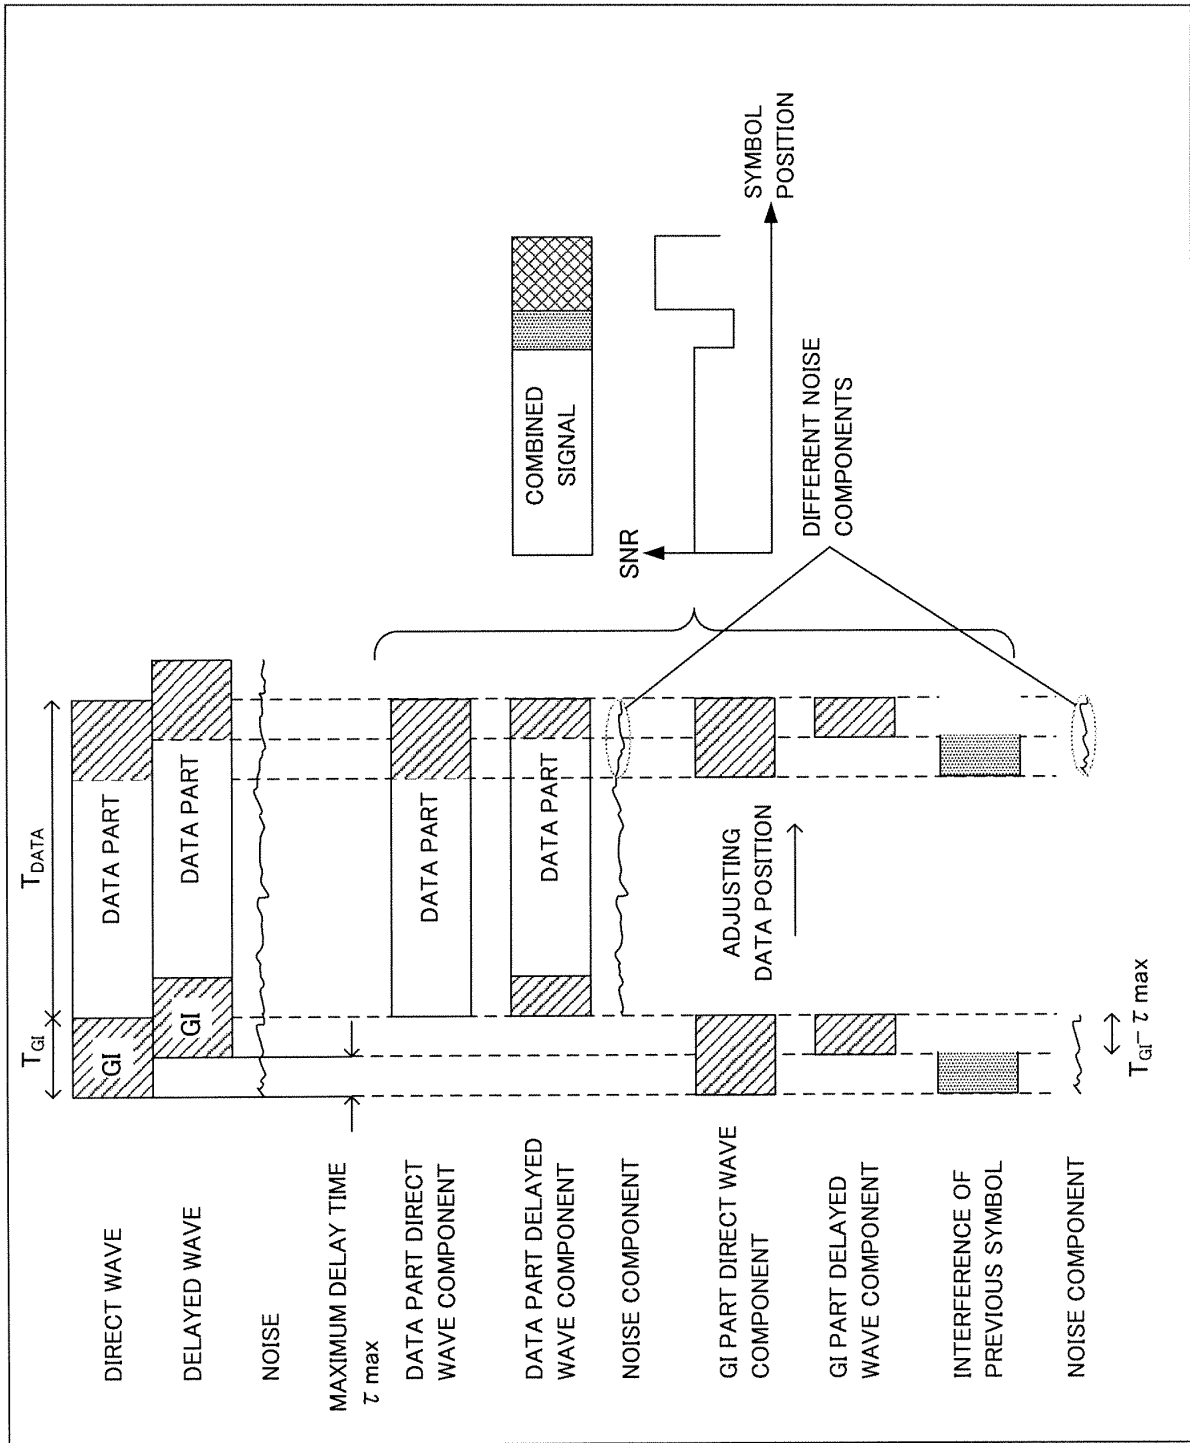 T_DATA
T_GI
DIRECT WAVE
GI
DATA PART
DELAYED WAVE
GI
DATA PART
NOISE
MAXIMUM DELAY TIME
τ max
DATA PART DIRECT
WAVE COMPONENT
DATA PART
DATA PART DELAYED
WAVE COMPONENT
DATA PART
NOISE COMPONENT
GI PART DIRECT WAVE
COMPONENT
ADJUSTING
DATA POSITION
GI PART DELAYED
WAVE COMPONENT
INTERFERENCE OF
PREVIOUS SYMBOL
NOISE COMPONENT
T_GI− τ max
COMBINED
SIGNAL
SNR
SYMBOL
POSITION
DIFFERENT NOISE
COMPONENTS